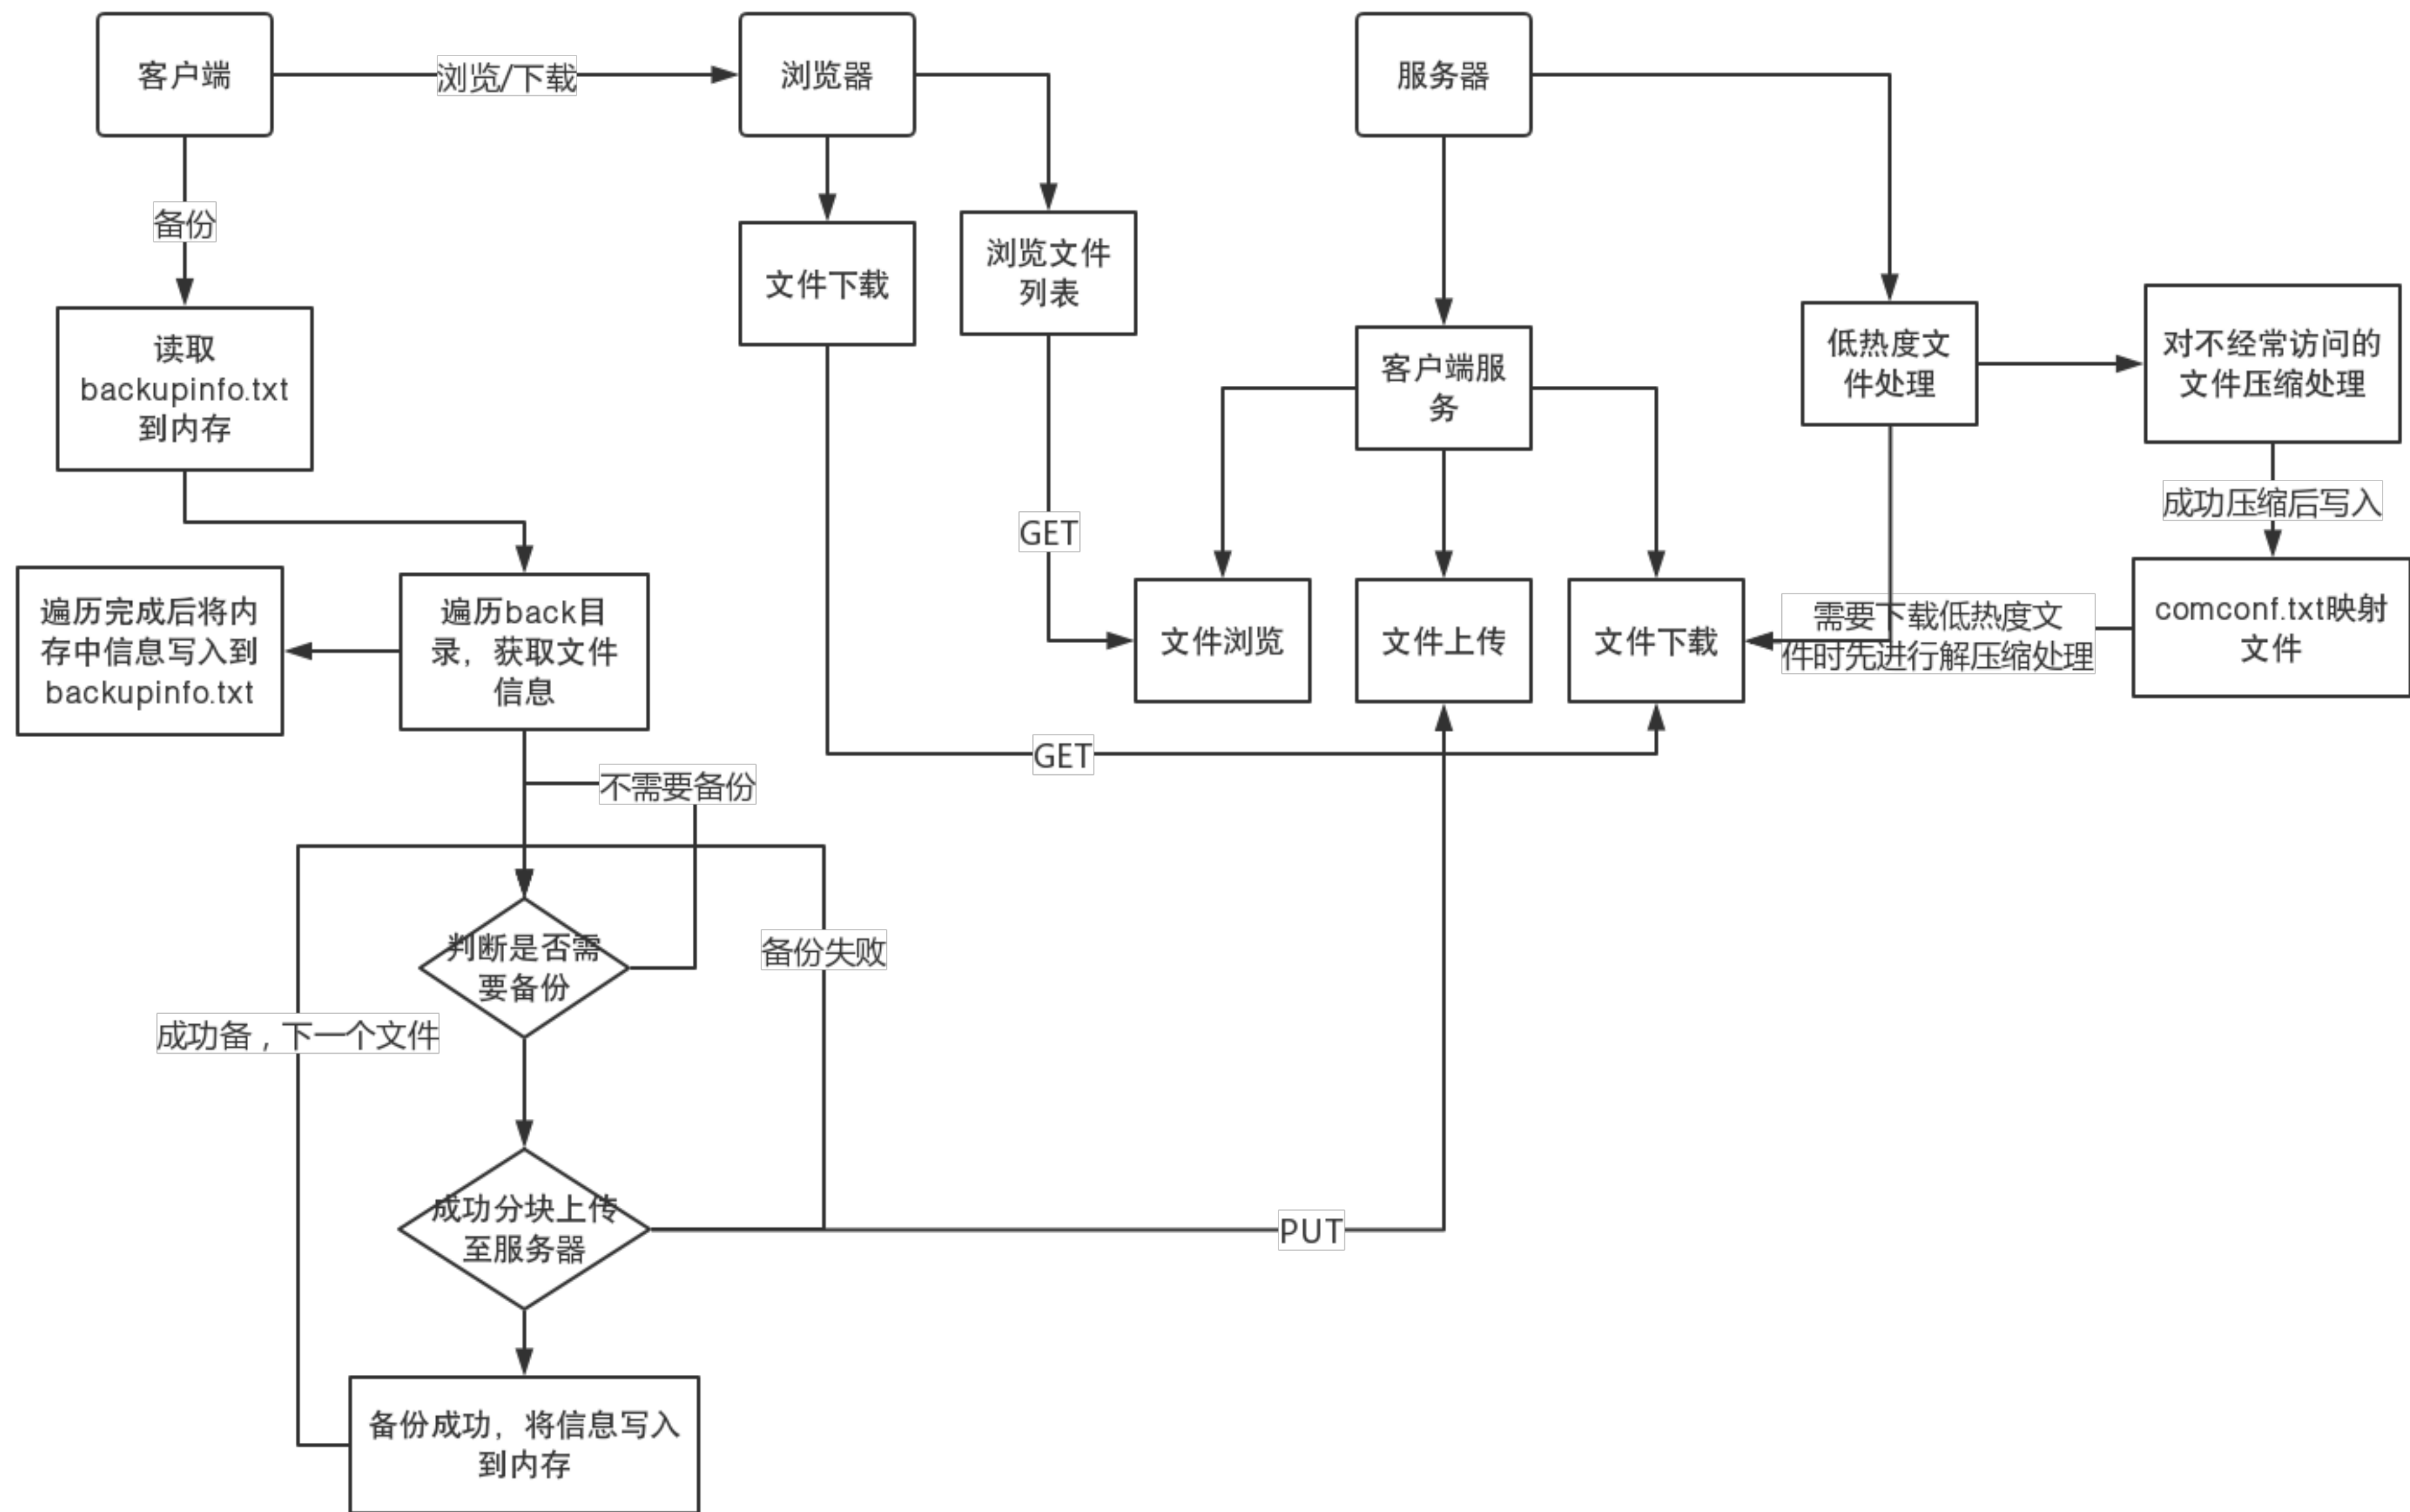 客户端
浏览/下载
浏览器
服务器
备份
文件下载
浏览文件
列表
读取
backupinfo.txt
到内存
客户端服
务
低热度文
件处理
对不经常访问的
文件压缩处理
成功压缩后写入
GET
遍历完成后将内
存中信息写入到
backupinfo.txt
遍历back目
录，获取文件
信息
文件浏览
文件上传
文件下载
需要下载低热度文
件时先进行解压缩处理
comconf.txt映射
文件
GET
不需要备份
判断是否需
要备份
备份失败
成功备，下一个文件
成功分块上传
至服务器
PUT
备份成功，将信息写入
到内存